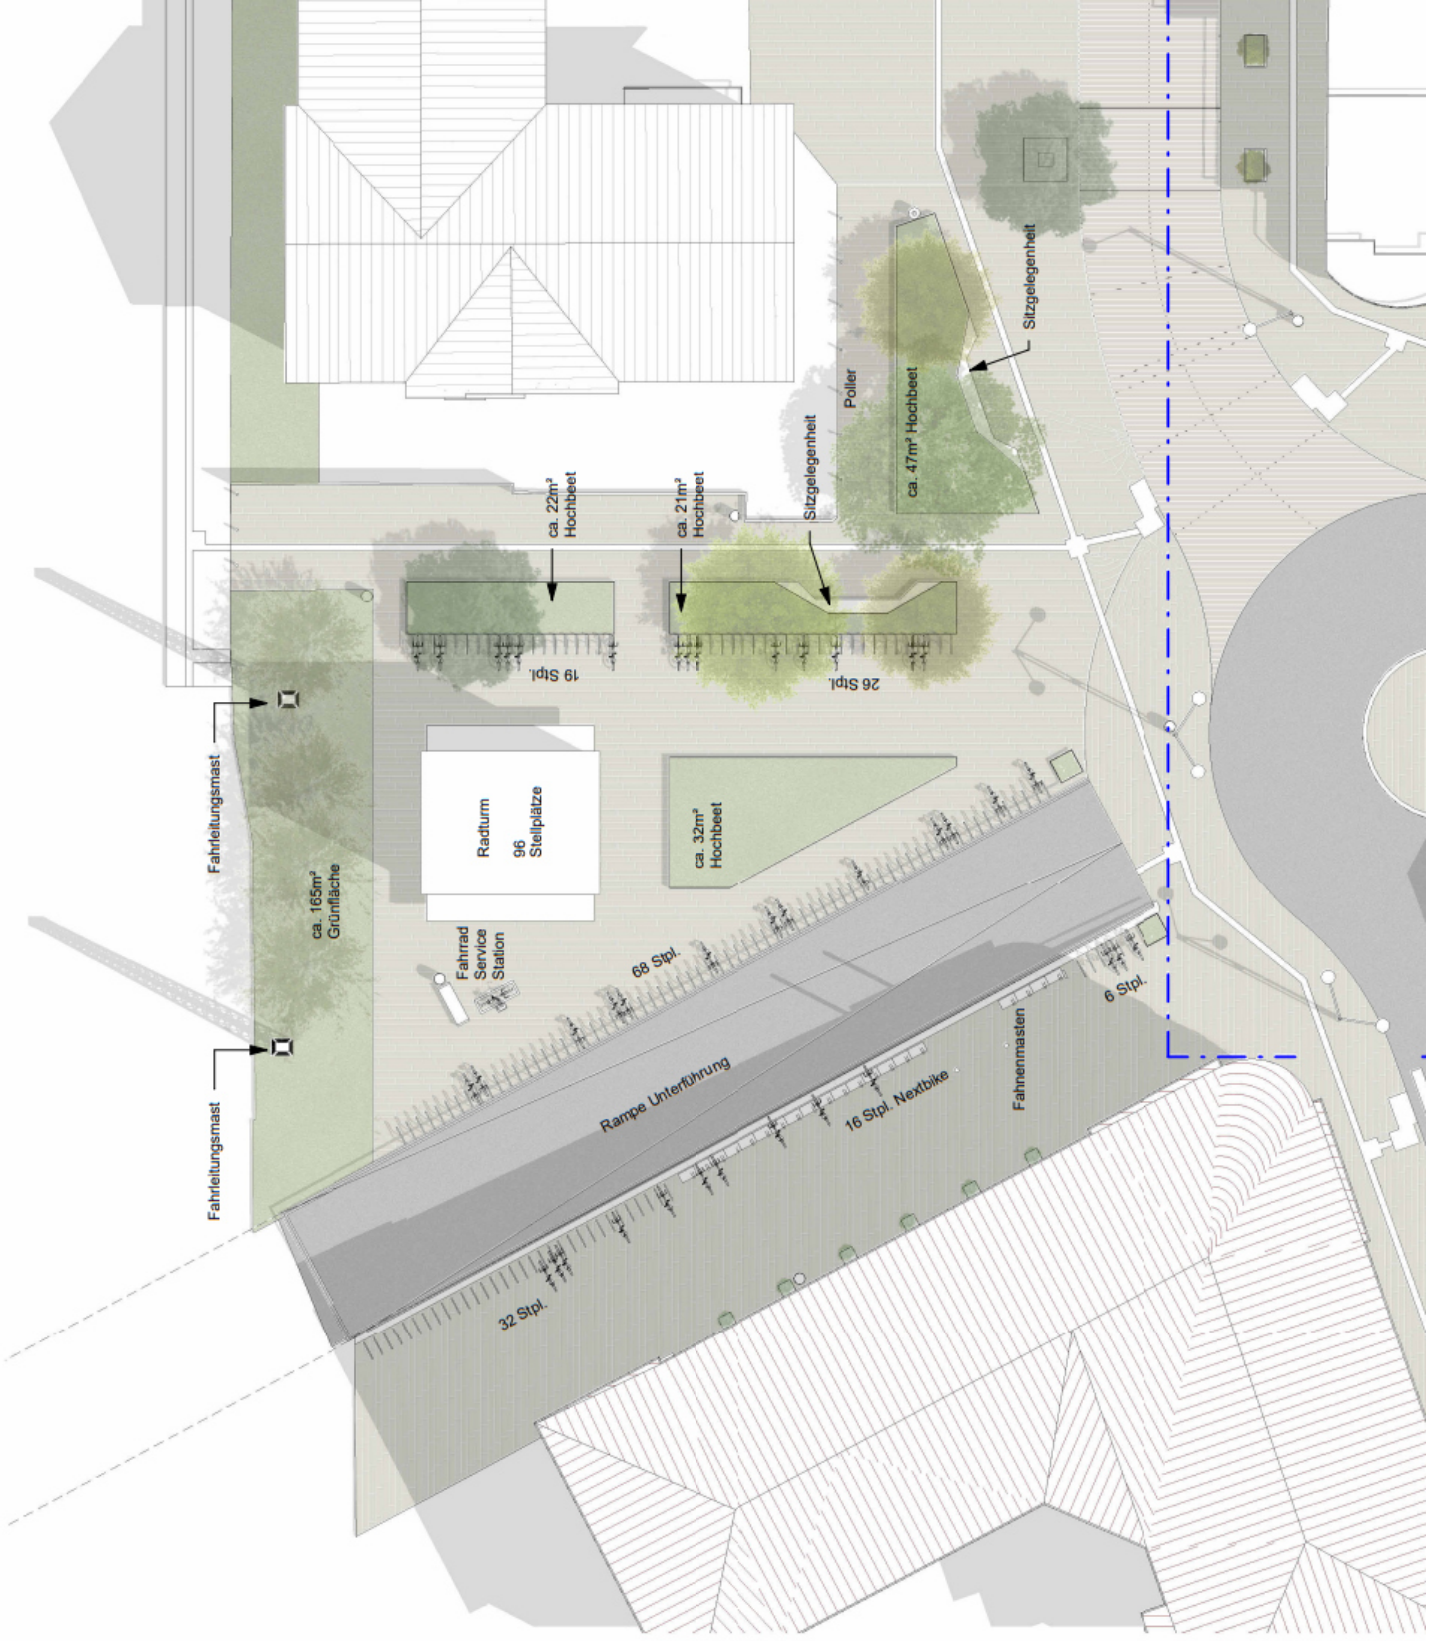 Sitzgelegenheit
Poller
ca. 47m² Hochbeet
Sitzgelegenheit
ca. 22m²
Hochbeet
ca. 21m²
Hochbeet
19 Stpl.
26 Stpl.
Fahrleitungsmast
Radturm
96
Stellplätze
ca. 32m²
Hochbeet
ca. 165m²
Grünfläche
Fahrrad
Service
Station
68 Stpl.
6 Stpl.
Fahnenmasten
Rampe Unterführung
16 Stpl. Nextbike
Fahrleitungsmast
32 Stpl.